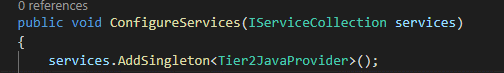 0 references
public void ConfigureServices(IServiceCollection services)
{
services.AddSingleton<Tier2JavaProvider>();